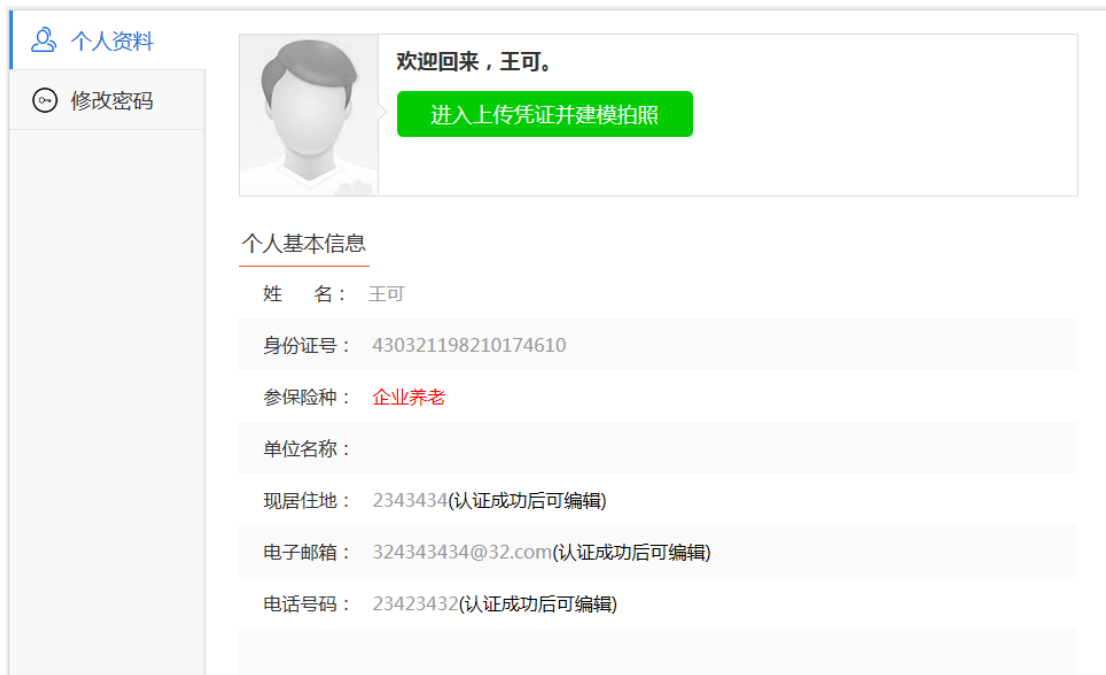 个人资料
修改密码
欢迎回来，王可。
进入上传凭证并建模拍照
个人基本信息
姓 名： 王可
身份证号： 430321198210174610
参保险种： 企业养老
单位名称：
现居住地： 2343434(认证成功后可编辑)
电子邮箱： 324343434@32.com(认证成功后可编辑)
电话号码： 23423432(认证成功后可编辑)